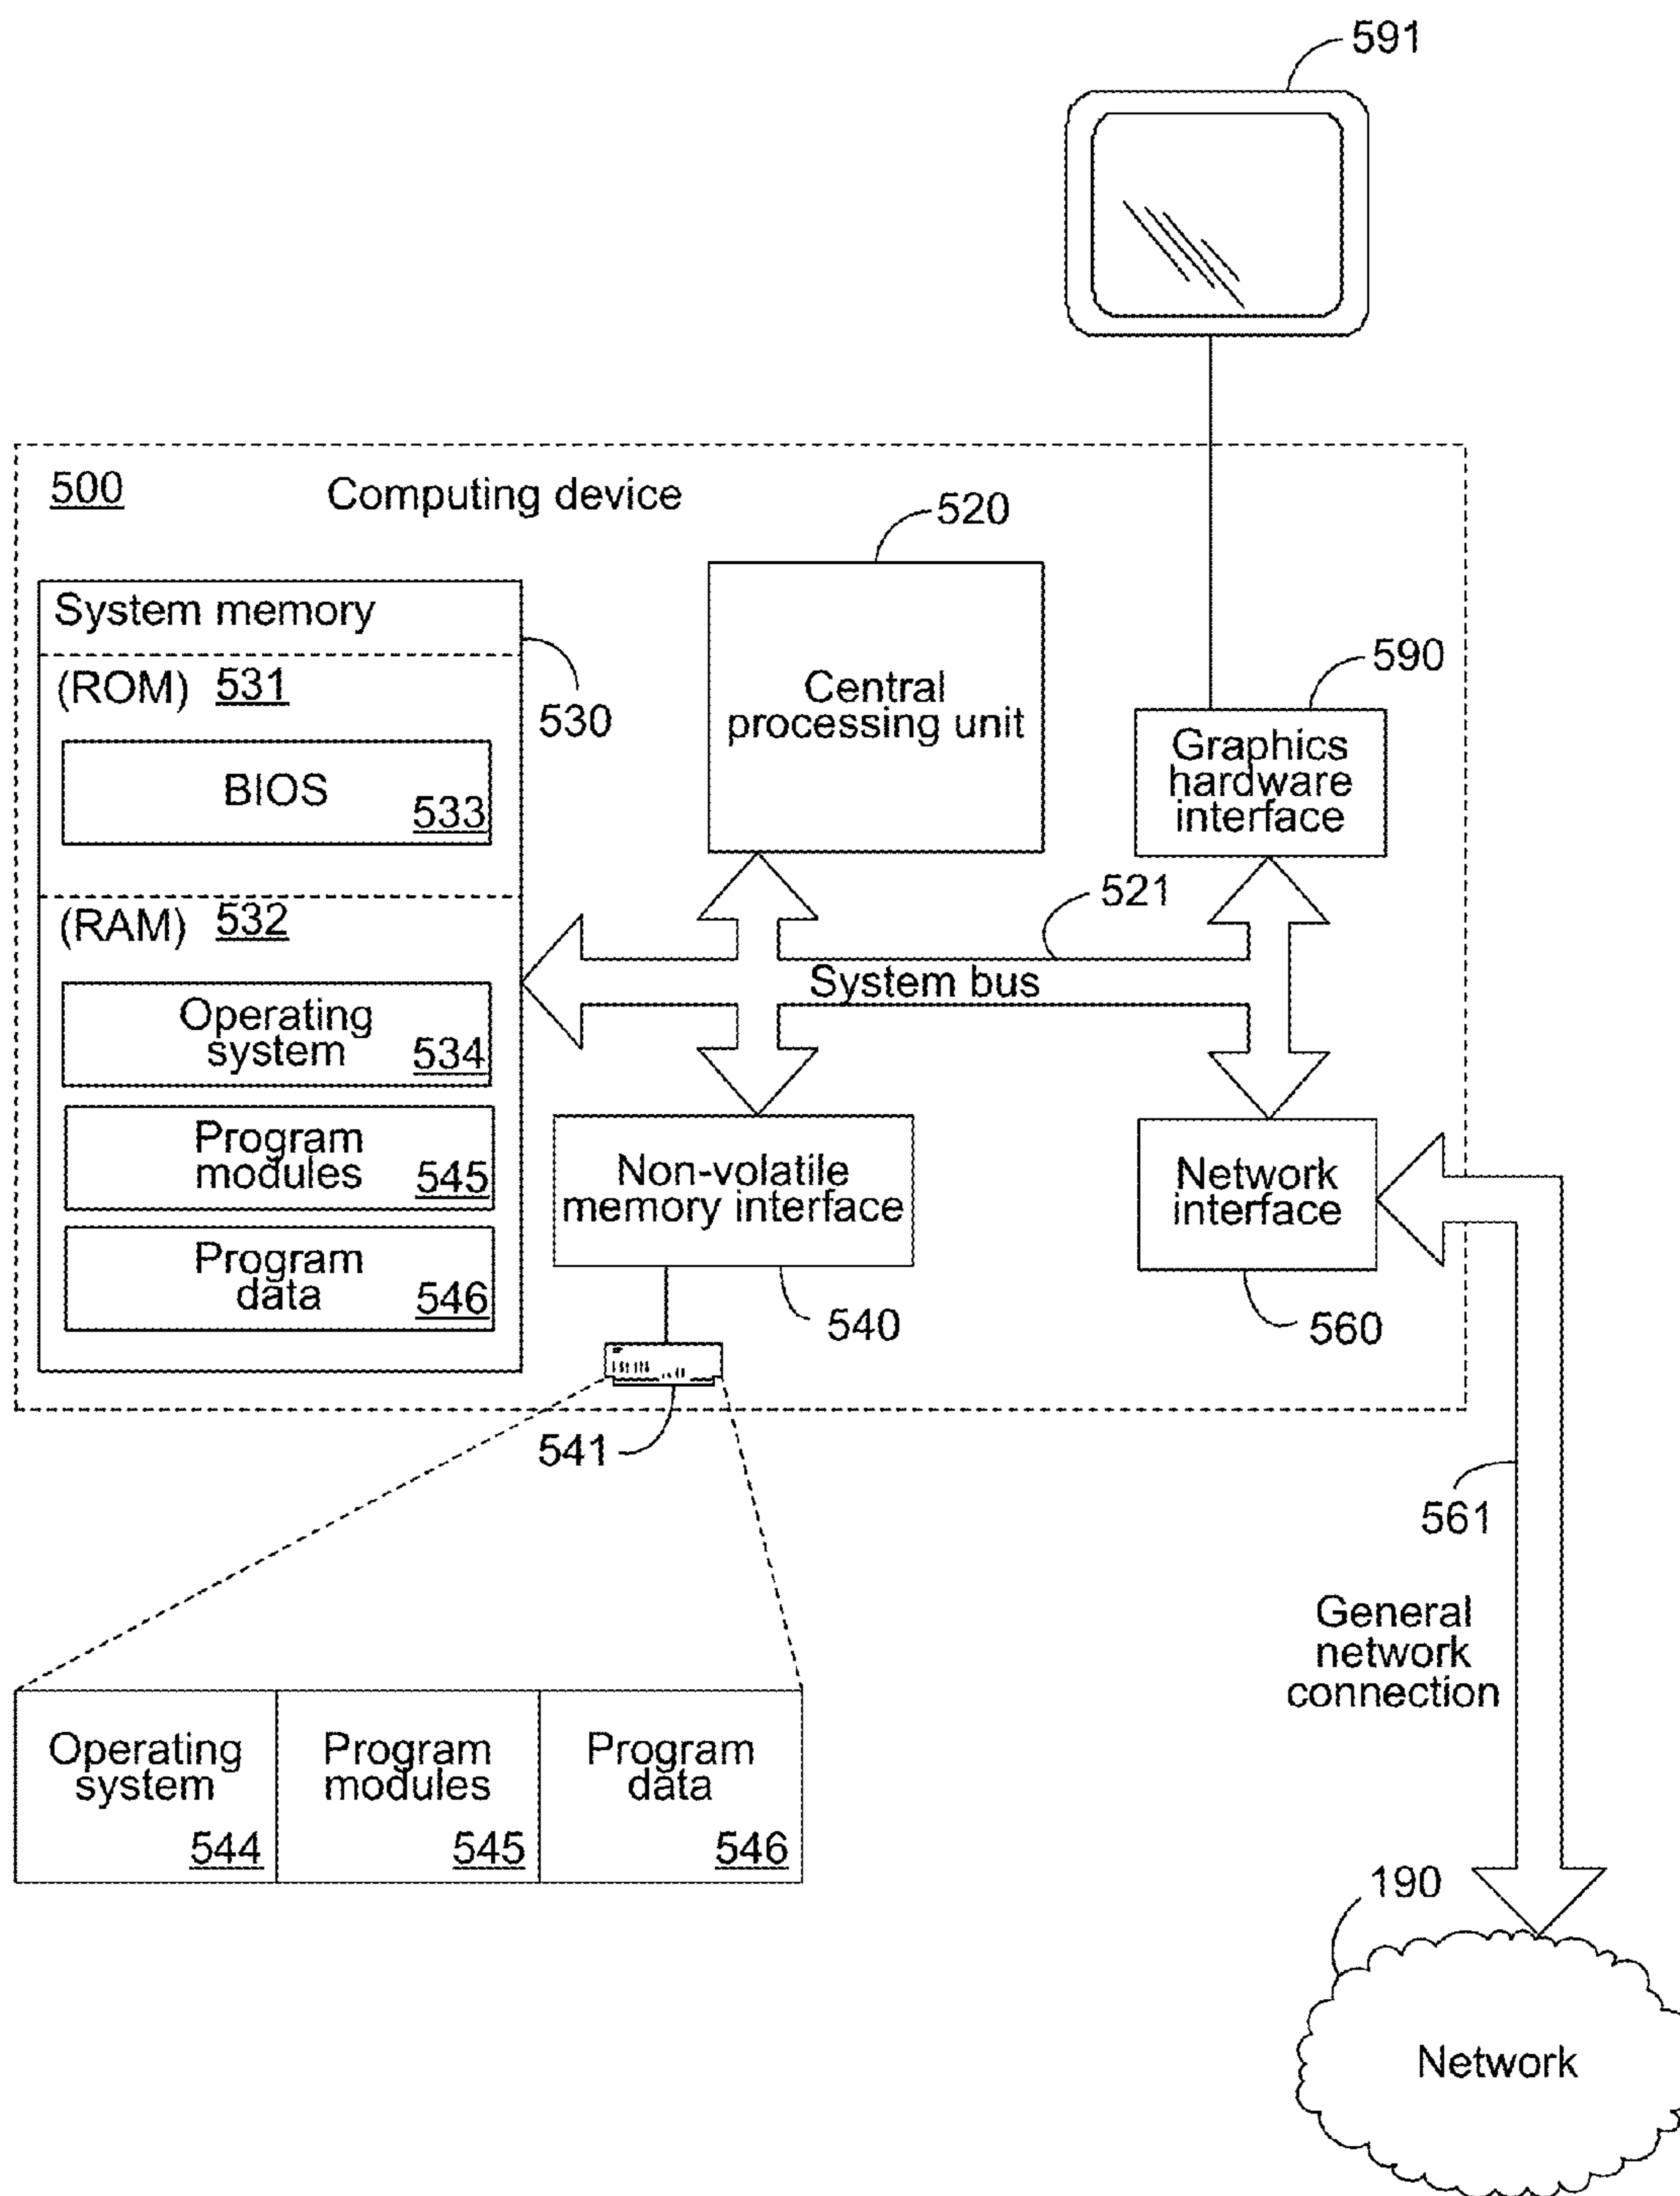 591
500
Computing device
520
System memory
530
(ROM) 531
BIOS
533
Central
processing unit
590
Graphics
hardware
interface
521
(RAM) 532
System bus
Operating
system
534
Program
modules
545
Program
data
546
Non-volatile
memory interface
540
Network
interface
560
541
561
General
network
connection
Operating
system
544
Program
modules
545
Program
data
546
190
Network